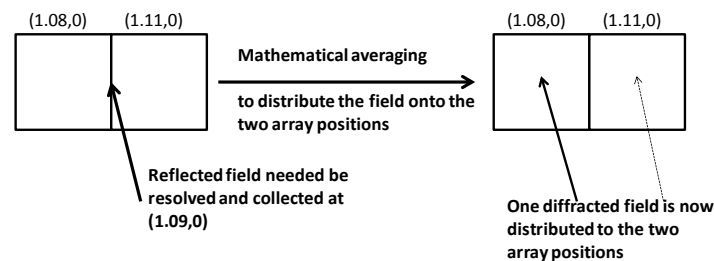 (1.08,0) (1.11,0)
Mathematical averaging
to distribute the field onto the
two array positions
Reflected field needed be
resolved and collected at
(1.09,0)
(1.08,0) (1.11,0)
One diffracted field is now
distributed to the two
array positions